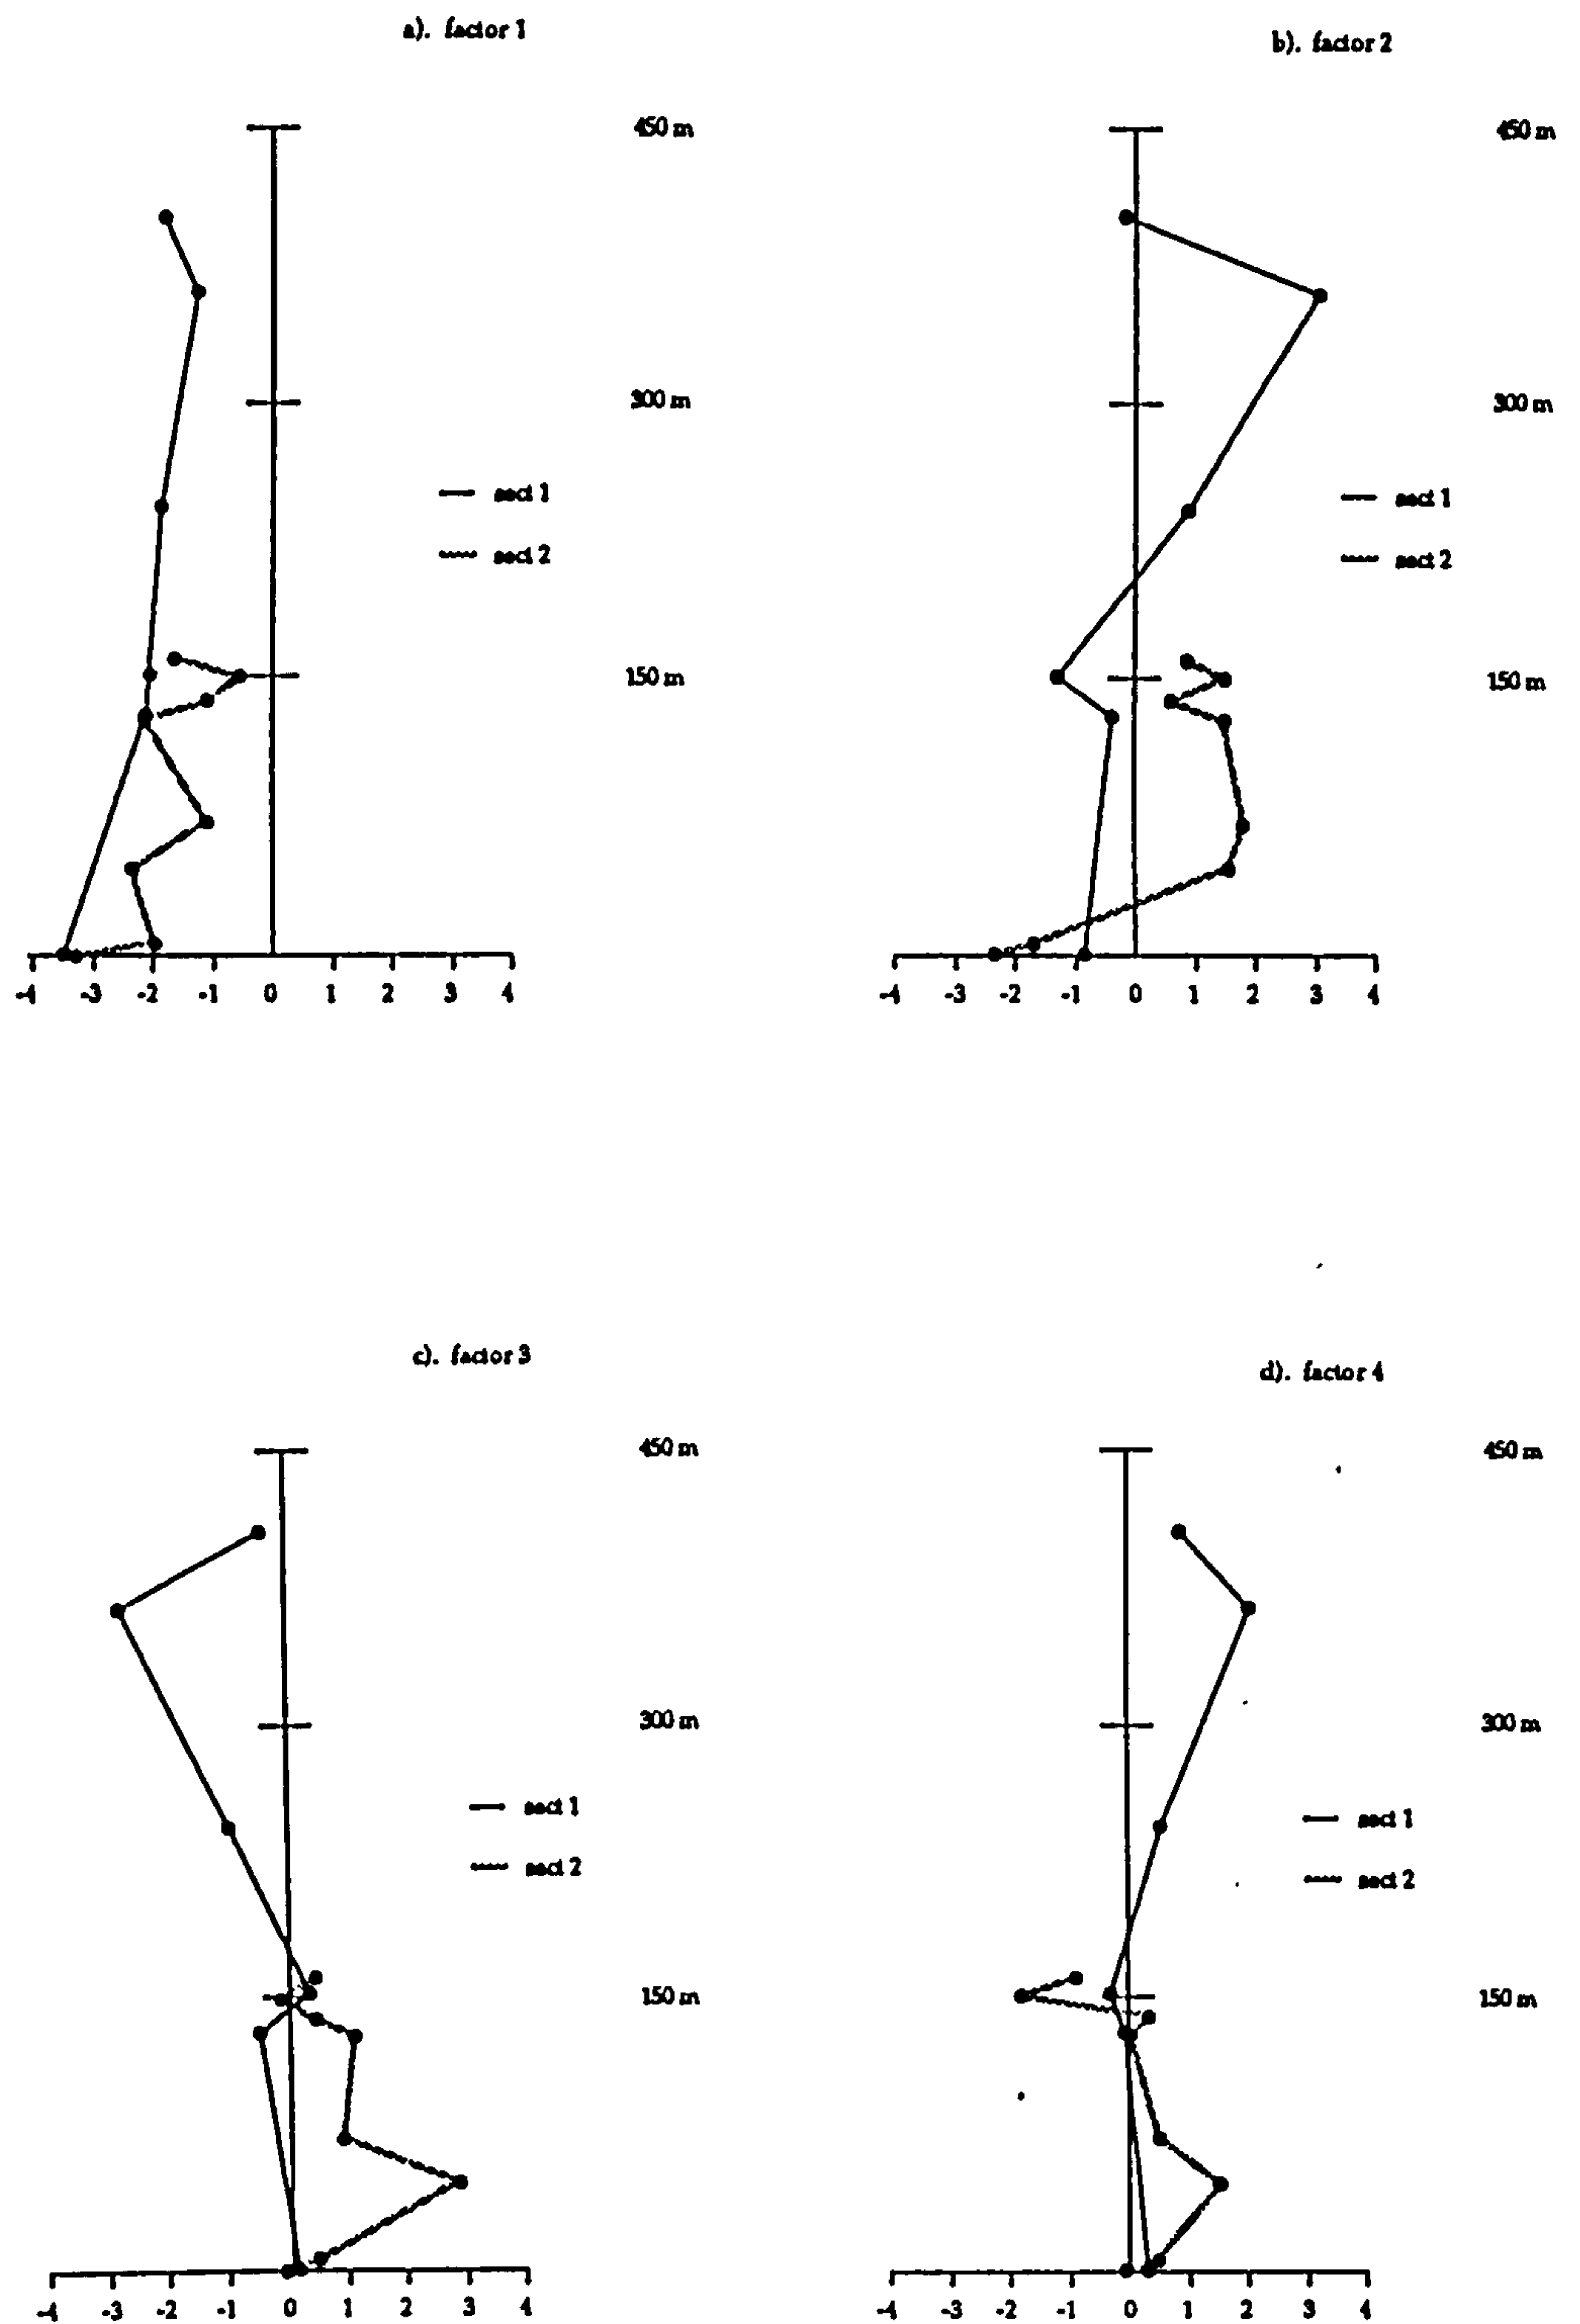 a). factor 1
450 m
300 m
sect 1
sect 2
150 m
-4 -3 -2 -1 0 1 2 3 4
b). factor 2
450 m
300 m
sect 1
sect 2
150 m
-4 -3 -2 -1 0 1 2 3 4
c). factor 3
450 m
300 m
sect 1
sect 2
150 m
-4 -3 -2 -1 0 1 2 3 4
d). factor 4
450 m
300 m
sect 1
sect 2
150 m
-4 -3 -2 -1 0 1 2 3 4